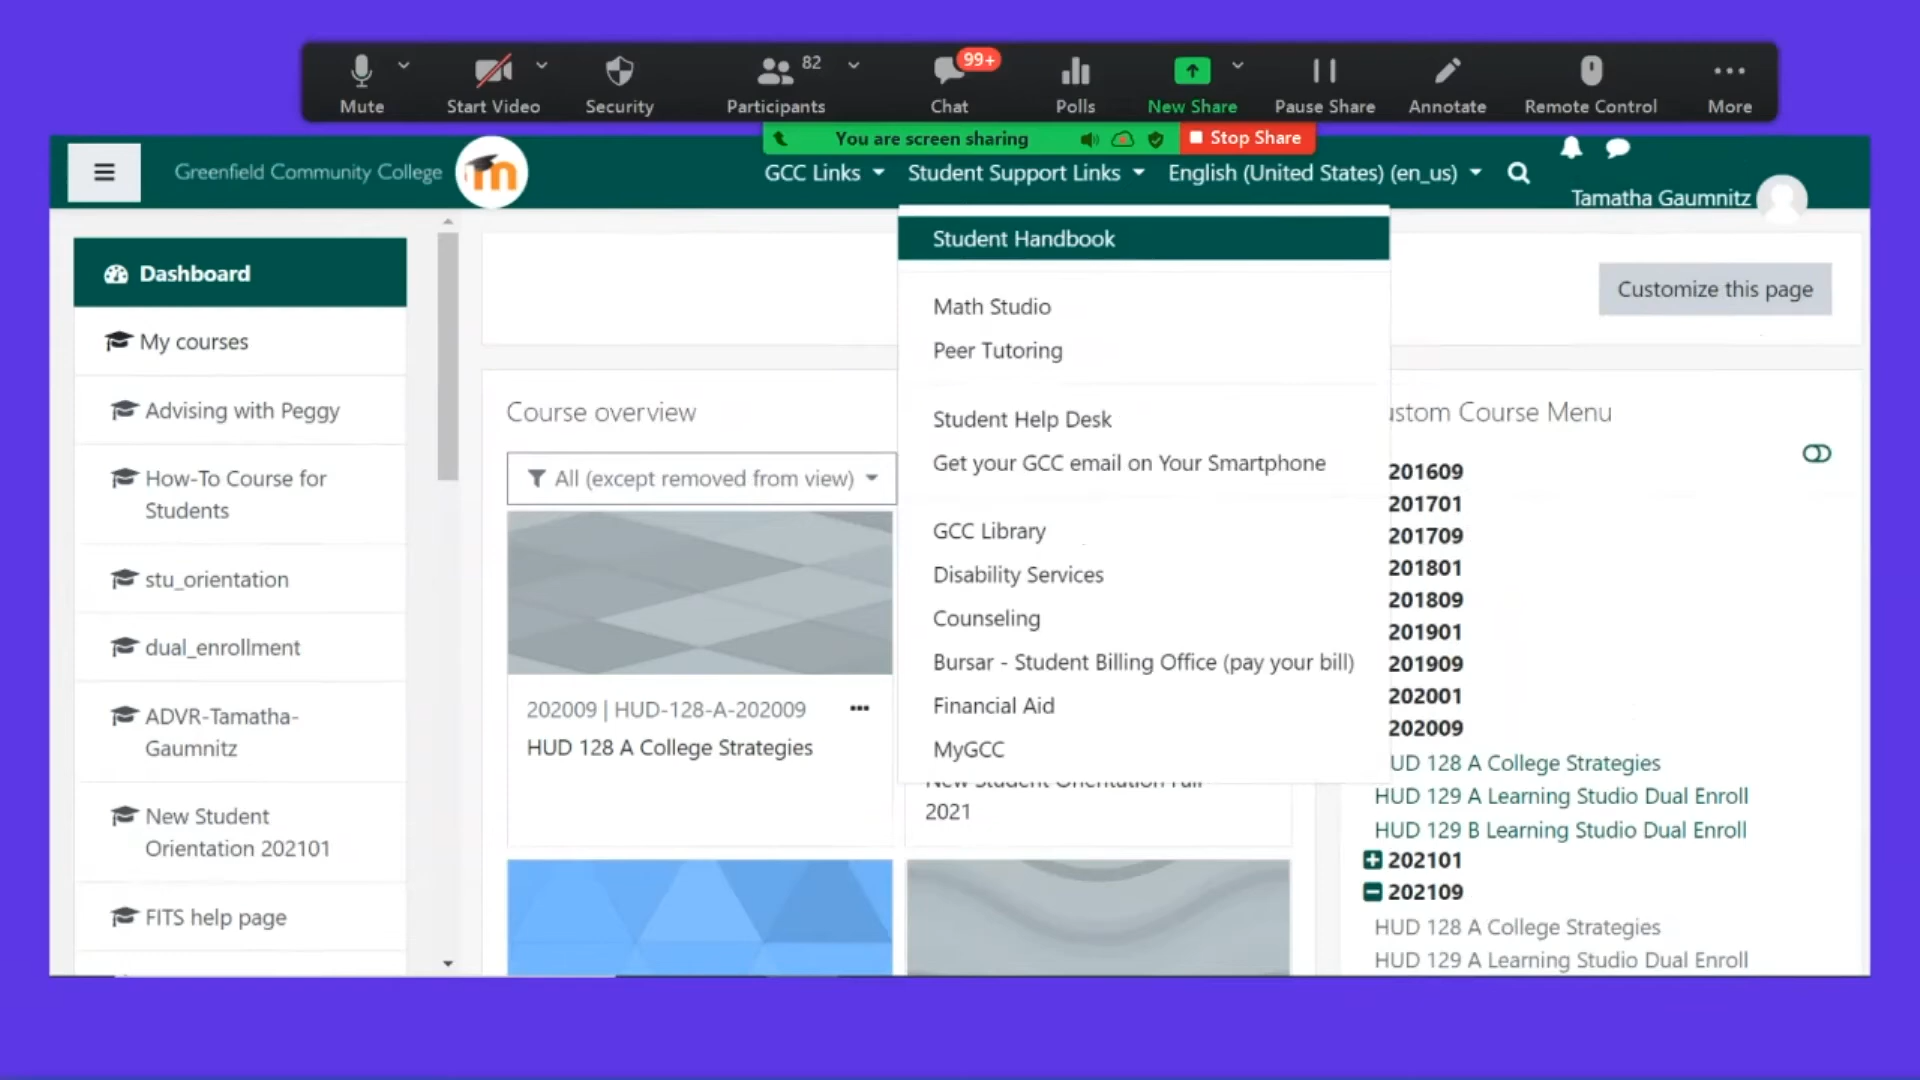 82
99+
Mute
Start Video
Security
Participants
Chat
Polls
New Share
Pause Share
Annotate
Remote Control
More
You are screen sharing
Stop Share
Greenfield Community College
m
GCC Links
Student Support Links
English (United States) (en_us)
Tamatha Gaumnitz
Dashboard
My courses
Advising with Peggy
How-To Course for
Students
stu_orientation
dual_enrollment
ADVR-Tamatha-
Gaumnitz
New Student
Orientation 202101
FITS help page
Student Handbook
Math Studio
Peer Tutoring
Student Help Desk
Get your GCC email on Your Smartphone
GCC Library
Disability Services
Counseling
Bursar - Student Billing Office (pay your bill)
Financial Aid
MyGCC
Customize this page
Course overview
All (except removed from view)
202009 | HUD-128-A-202009
HUD 128 A College Strategies
New Student Orientation Fall
2021
ustom Course Menu
201609
201701
201709
201801
201809
201901
201909
202001
202009
HUD 128 A College Strategies
HUD 129 A Learning Studio Dual Enroll
HUD 129 B Learning Studio Dual Enroll
202101
202109
HUD 128 A College Strategies
HUD 129 A Learning Studio Dual Enroll